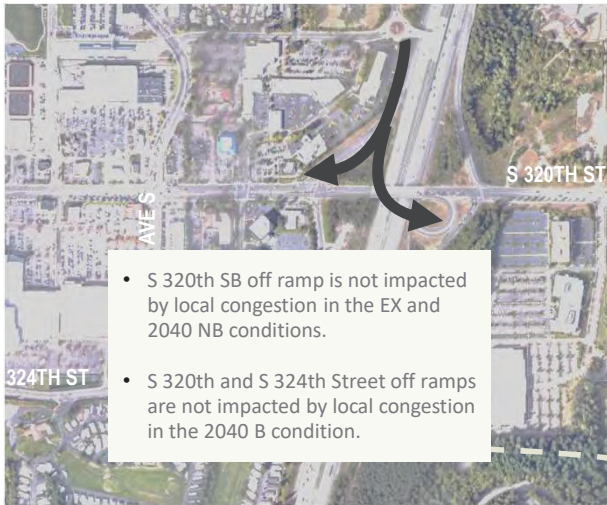 S 320TH ST
AVE S
• S 320th SB off ramp is not impacted
by local congestion in the EX and
2040 NB conditions.
• S 320th and S 324th Street off ramps
are not impacted by local congestion
in the 2040 B condition.
324TH ST